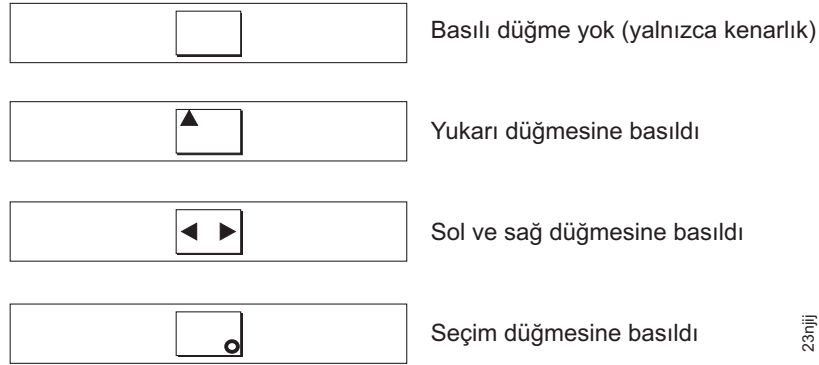 Basılı düğme yok (yalnızca kenarlık)
Yukarı düğmesine basıldı
Sol ve sağ düğmesine basıldı
Seçim düğmesine basıldı
23njij